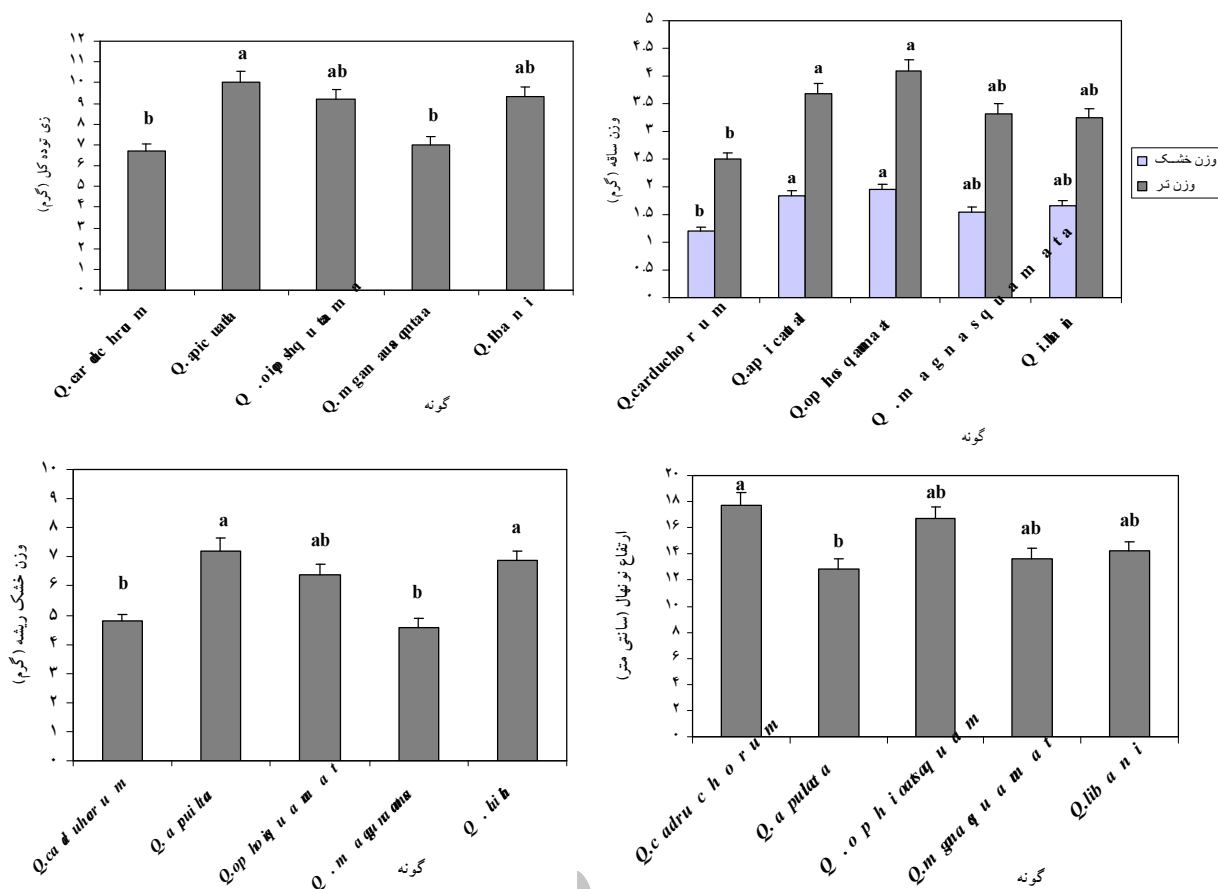 زی توده کل (گرم)
۱۲
۱۱
۱۰
۹
۸
۷
۶
۵
۴
۳
۲
۱
۰
b
a
ab
b
ab
گونه
وزن ساقه (گرم)
۵
۴.۵
۴
۳.۵
۳
۲.۵
۲
۱.۵
۱
۰.۵
۰
b
b
a
a
a
a
ab
ab
ab
ab
Q.carduchorum
Q.magnasquamata
گونه
وزن خشک
وزن تر
وزن خشک ریشه (گرم)
۱۰
۹
۸
۷
۶
۵
۴
۳
۲
۱
۰
b
a
ab
b
a
گونه
ارتفاع نونهال (سانتی متر)
۲۰
۱۸
۱۶
۱۴
۱۲
۱۰
۸
۶
۴
۲
۰
a
b
ab
ab
ab
Q.cadruchorum
Q.libani
گونه